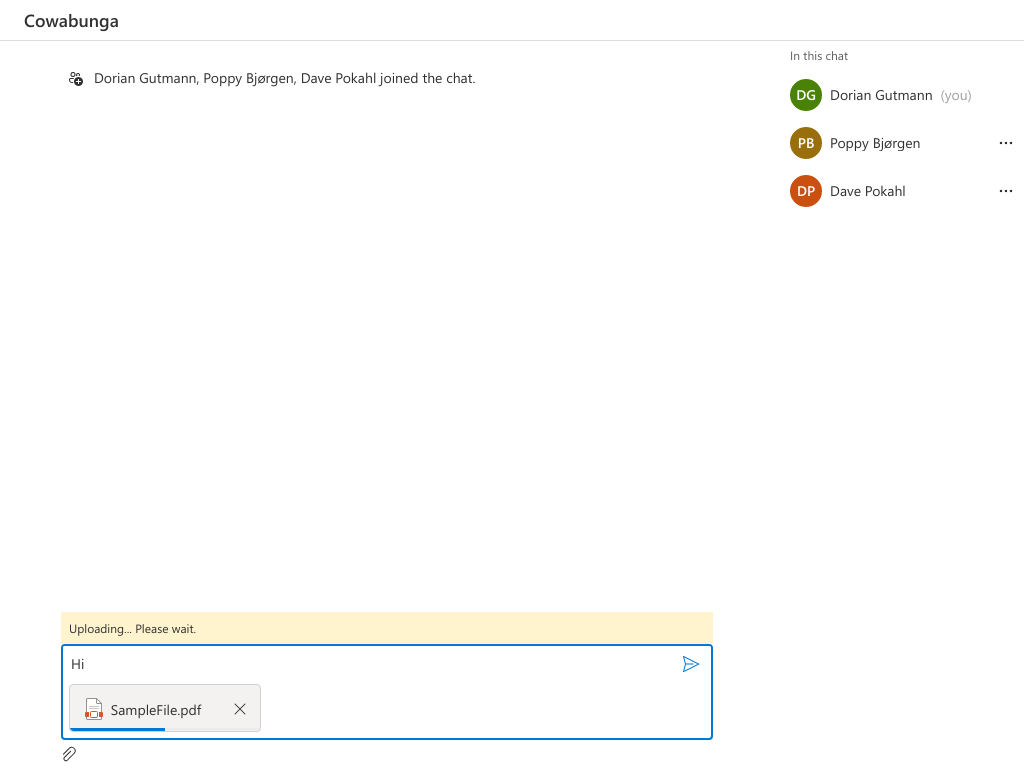 Cowabunga
Dorian Gutmann, Poppy Bjørgen, Dave Pokahl joined the chat.
In this chat
DG Dorian Gutmann (you)
PB Poppy Bjørgen
DP Dave Pokahl
Uploading... Please wait.
Hi
SampleFile.pdf